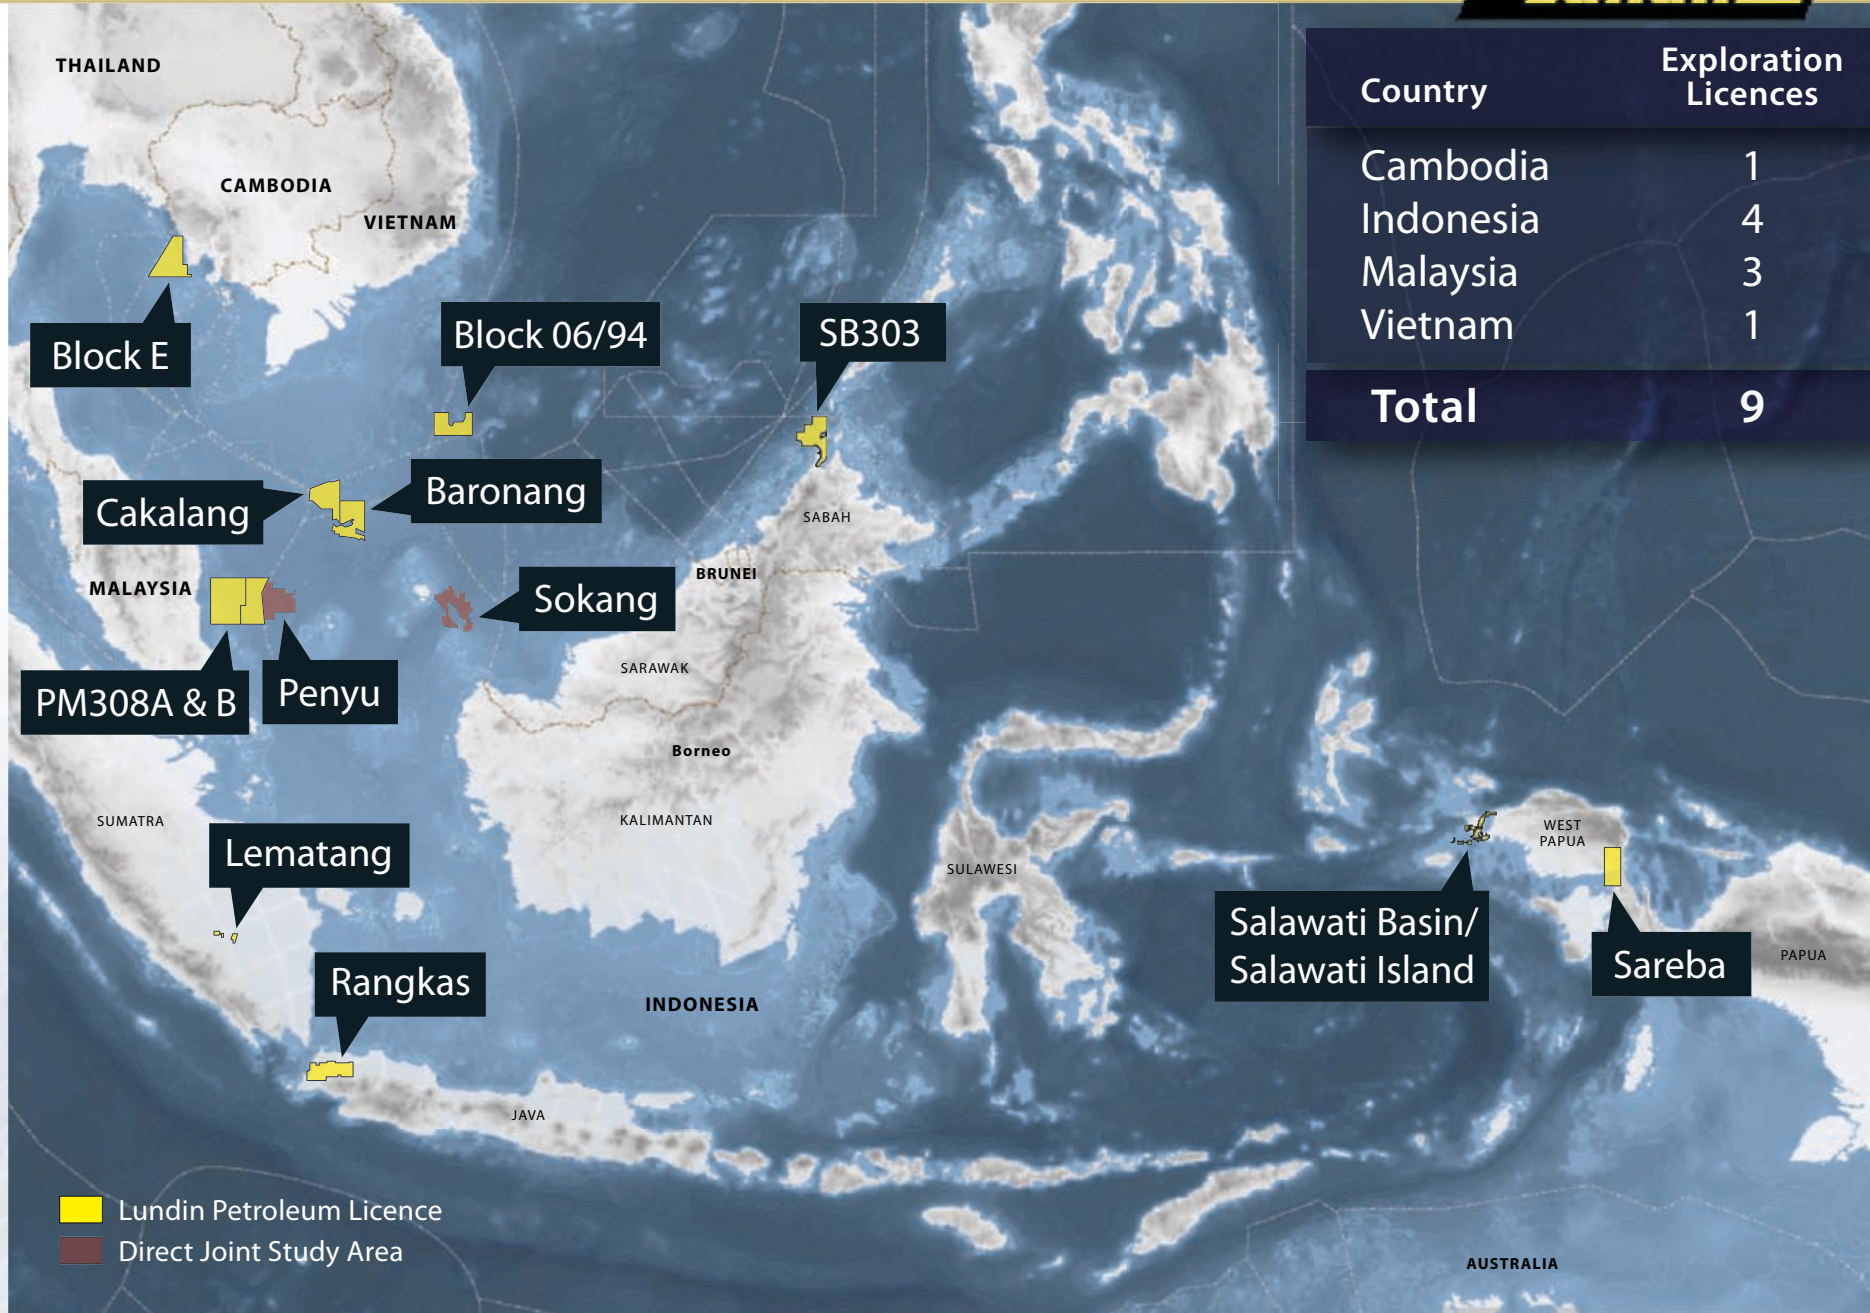 Country Exploration Licences
Cambodia 1
Indonesia 4
Malaysia 3
Vietnam 1
Total 9
THAILAND
CAMBODIA
VIETNAM
Block E
Block 06/94
SB303
Cakalang
Baronang
SABAH
BRUNEI
MALAYSIA
Sokang
SARAWAK
PM308A & B
Penyu
Borneo
SUMATRA
KALIMANTAN
WEST
PAPUA
Lematang
SULAWESI
Salawati Basin/
Salawati Island
Sareba
PAPUA
Rangkas
INDONESIA
JAVA
Lundin Petroleum Licence
Direct Joint Study Area
AUSTRALIA